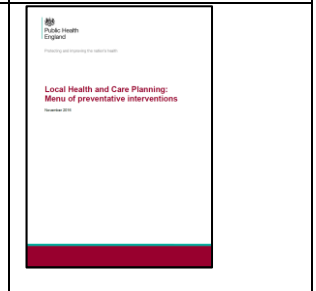 Public Health
England
Protecting and improving the nation's health
Local Health and Care Planning:
Menu of preventative interventions
November 2016